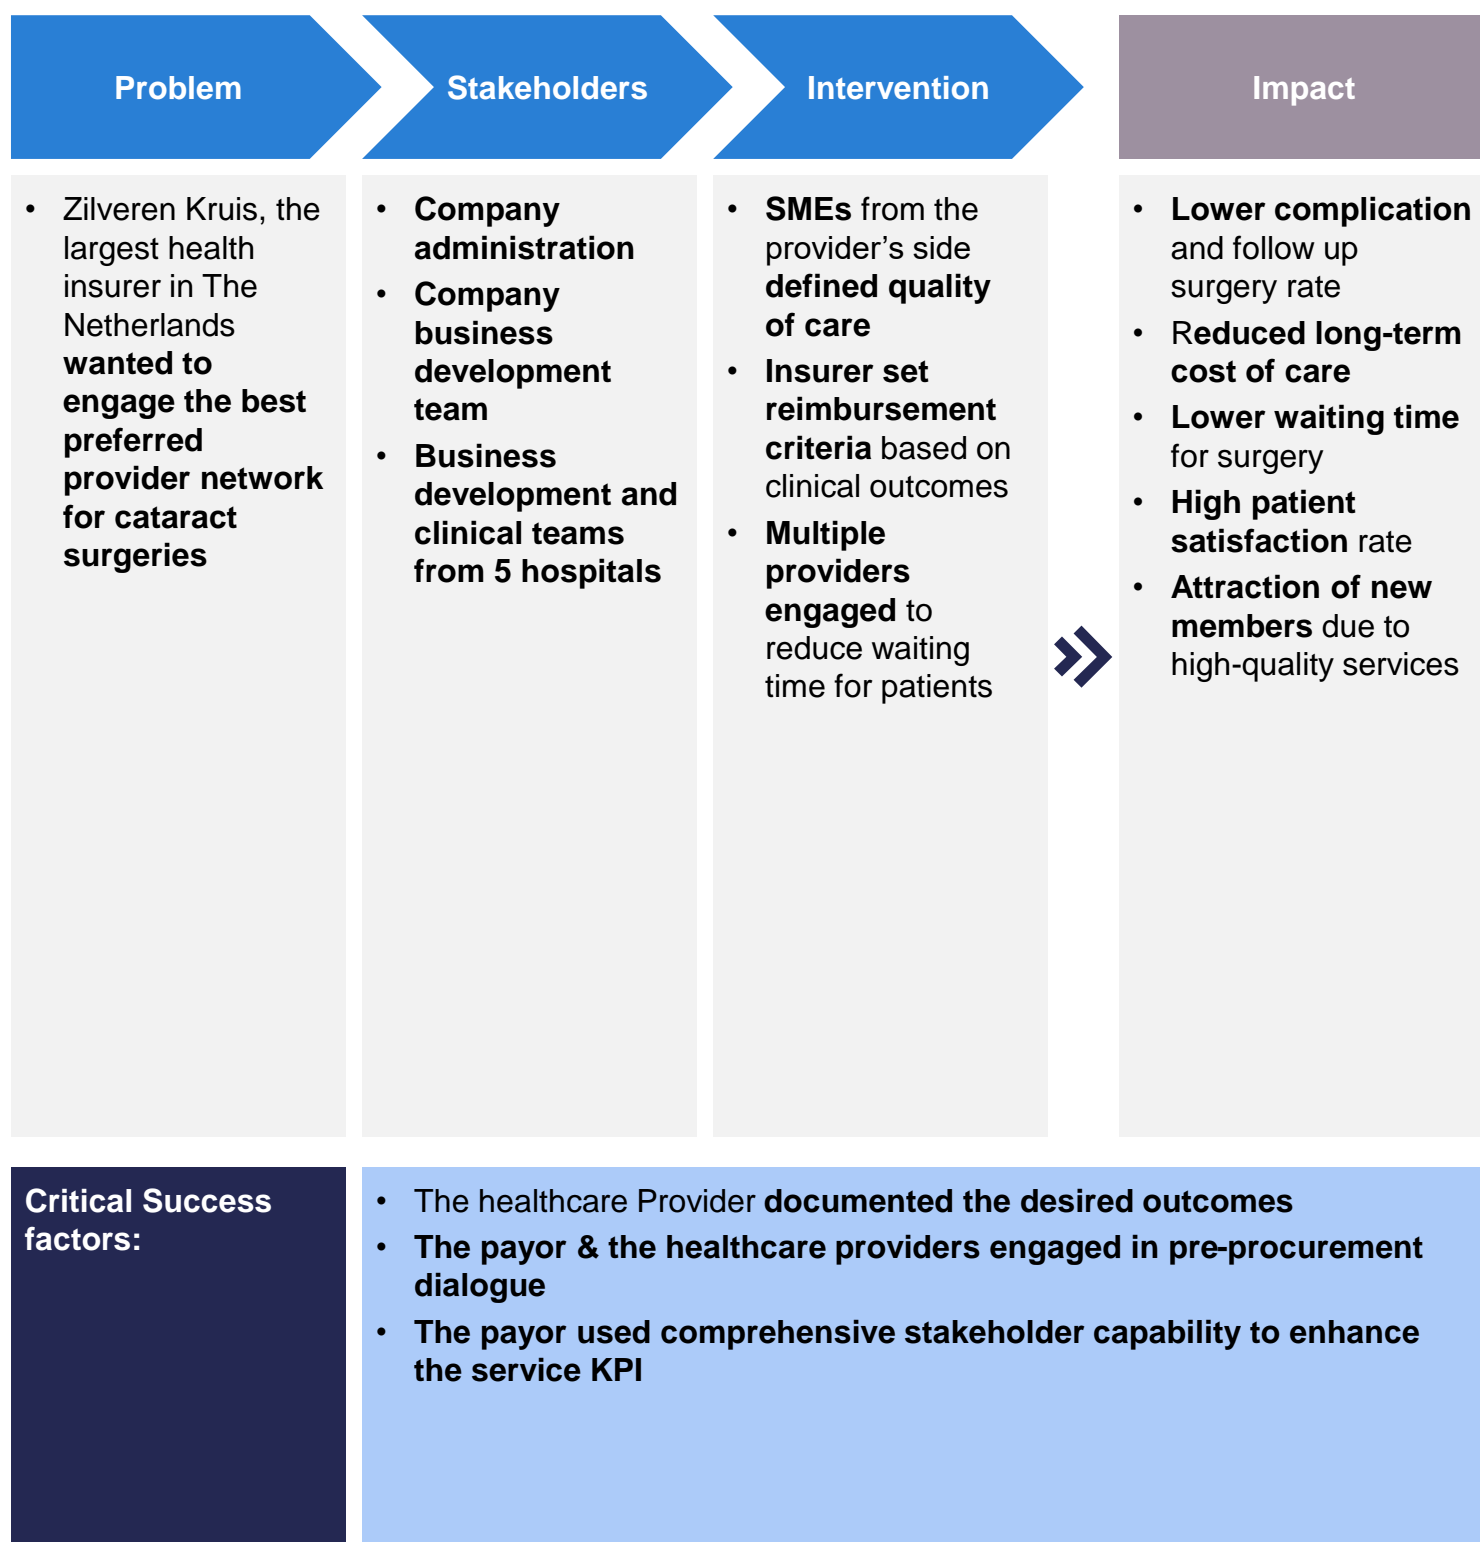 Problem
Stakeholders
Intervention
Impact
• Zilveren Kruis, the
largest health
insurer in The
Netherlands
wanted to
engage the best
preferred
provider network
for cataract
surgeries
• Company
administration
• Company
business
development
team
• Business
development and
clinical teams
from 5 hospitals
• SMEs from the
provider’s side
defined quality
of care
• Insurer set
reimbursement
criteria based on
clinical outcomes
• Multiple
providers
engaged to
reduce waiting
time for patients
• Lower complication
and follow up
surgery rate
• Reduced long-term
cost of care
• Lower waiting time
for surgery
• High patient
satisfaction rate
• Attraction of new
members due to
high-quality services
Critical Success
factors:
• The healthcare Provider documented the desired outcomes
• The payor & the healthcare providers engaged in pre-procurement
dialogue
• The payor used comprehensive stakeholder capability to enhance
the service KPI